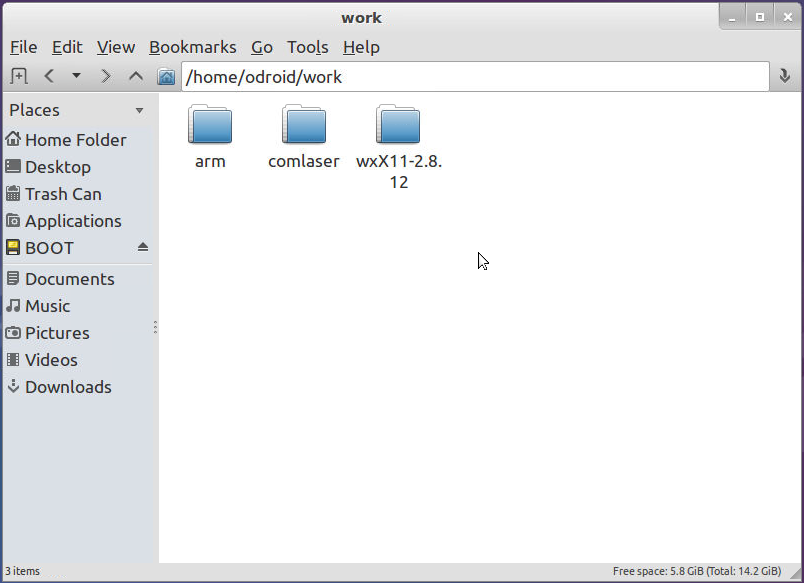 work
File Edit View Bookmarks Go Tools Help
/home/odroid/work
Places
Home Folder
Desktop
Trash Can
Applications
BOOT
Documents
Music
Pictures
Videos
Downloads
arm
comlaser
wxX11-2.8.
12
3 items
Free space: 5.8 GiB (Total: 14.2 GiB)